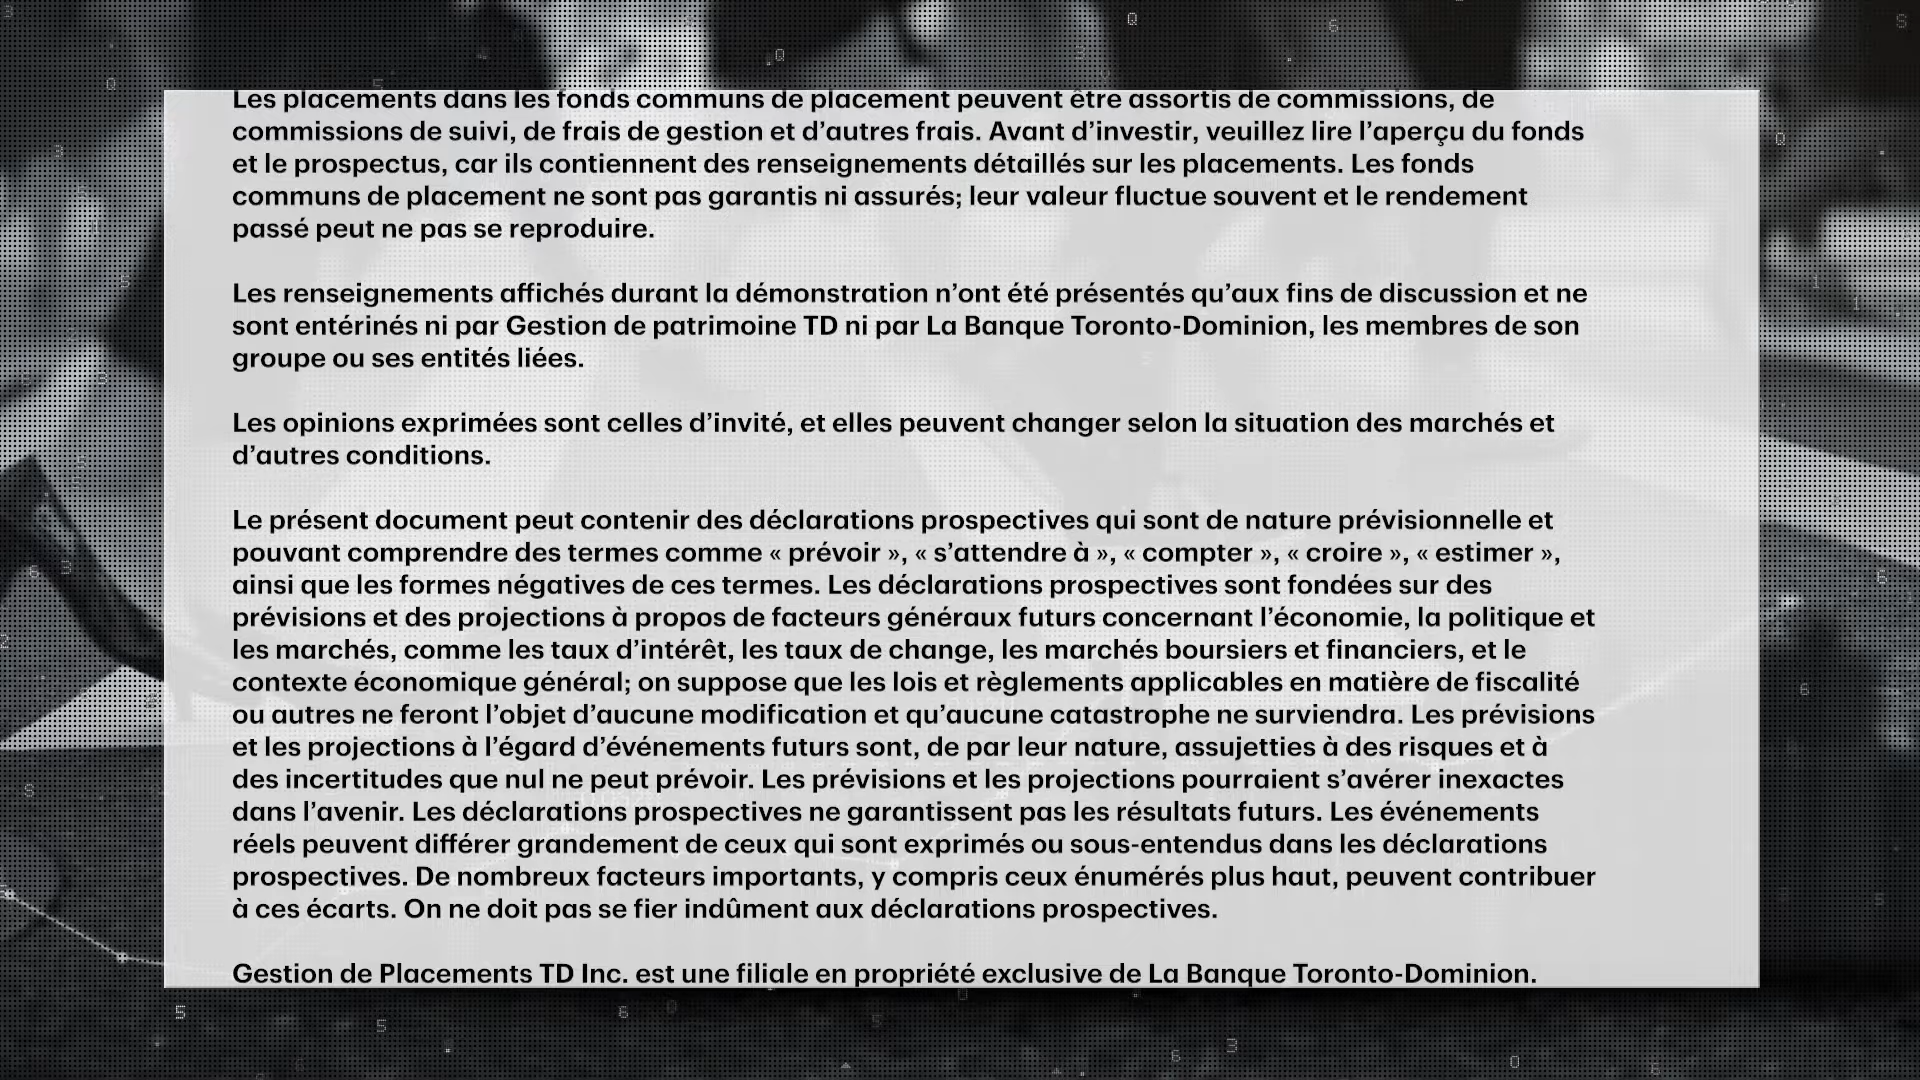 Les placements dans les fonds communs de placement peuvent être assortis de commissions, de
commissions de suivi, de frais de gestion et d’autres frais. Avant d’investir, veuillez lire l’aperçu du fonds
et le prospectus, car ils contiennent des renseignements détaillés sur les placements. Les fonds
communs de placement ne sont pas garantis ni assurés; leur valeur fluctue souvent et le rendement
passé peut ne pas se reproduire.
Les renseignements affichés durant la démonstration n’ont été présentés qu’aux fins de discussion et ne
sont entérinés ni par Gestion de patrimoine TD ni par La Banque Toronto-Dominion, les membres de son
groupe ou ses entités liées.
Les opinions exprimées sont celles d’invité, et elles peuvent changer selon la situation des marchés et
d’autres conditions.
Le présent document peut contenir des déclarations prospectives qui sont de nature prévisionnelle et
pouvant comprendre des termes comme « prévoir », « s’attendre à », « compter », « croire », « estimer »,
ainsi que les formes négatives de ces termes. Les déclarations prospectives sont fondées sur des
prévisions et des projections à propos de facteurs généraux futurs concernant l’économie, la politique et
les marchés, comme les taux d’intérêt, les taux de change, les marchés boursiers et financiers, et le
contexte économique général; on suppose que les lois et règlements applicables en matière de fiscalité
ou autres ne feront l’objet d’aucune modification et qu’aucune catastrophe ne surviendra. Les prévisions
et les projections à l’égard d’événements futurs sont, de par leur nature, assujetties à des risques et à
des incertitudes que nul ne peut prévoir. Les prévisions et les projections pourraient s’avérer inexactes
dans l’avenir. Les déclarations prospectives ne garantissent pas les résultats futurs. Les événements
réels peuvent différer grandement de ceux qui sont exprimés ou sous-entendus dans les déclarations
prospectives. De nombreux facteurs importants, y compris ceux énumérés plus haut, peuvent contribuer
à ces écarts. On ne doit pas se fier indûment aux déclarations prospectives.
Gestion de Placements TD Inc. est une filiale en propriété exclusive de La Banque Toronto-Dominion.